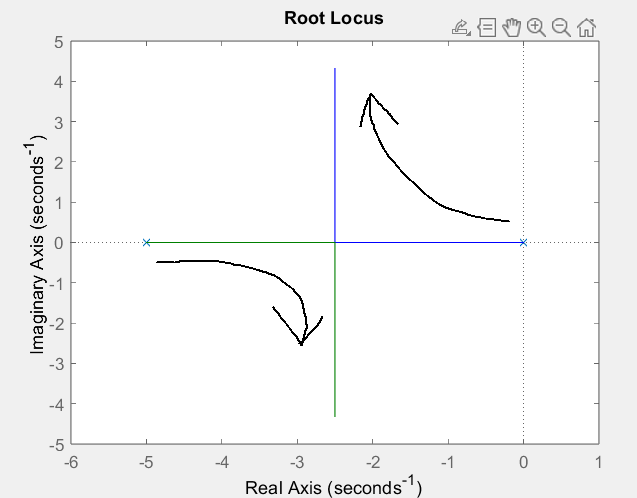 Root Locus
5
4
3
2
1
0
-1
-2
-3
-4
-5
Imaginary Axis (seconds⁻¹)
-6 -5 -4 -3 -2 -1 0 1
Real Axis (seconds⁻¹)